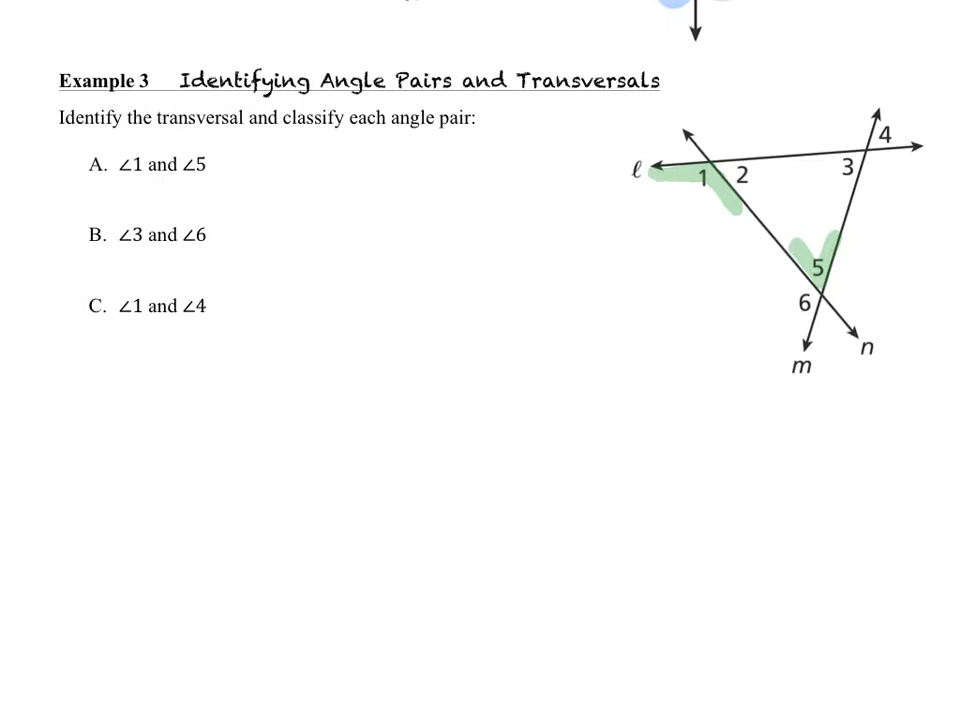 Example 3 Identifying Angle Pairs and Transversals
Identify the transversal and classify each angle pair:
A. ∠1 and ∠5
B. ∠3 and ∠6
C. ∠1 and ∠4
4
ℓ 1 2 3
5
6
n
m